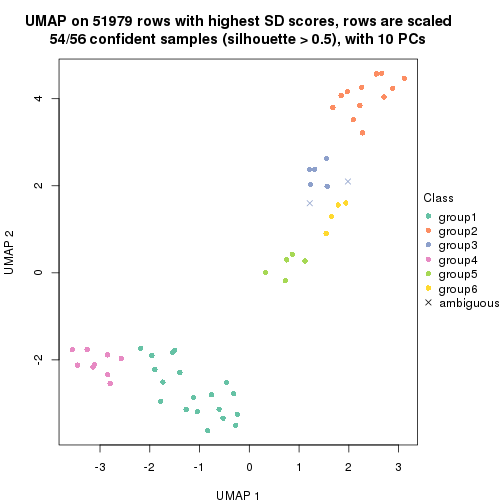 UMAP on 51979 rows with highest SD scores, rows are scaled
54/56 confident samples (silhouette > 0.5), with 10 PCs
4
2
0
-2
UMAP 2
-3
-2
-1
0
1
2
3
UMAP 1
Class
group1
group2
group3
group4
group5
group6
ambiguous